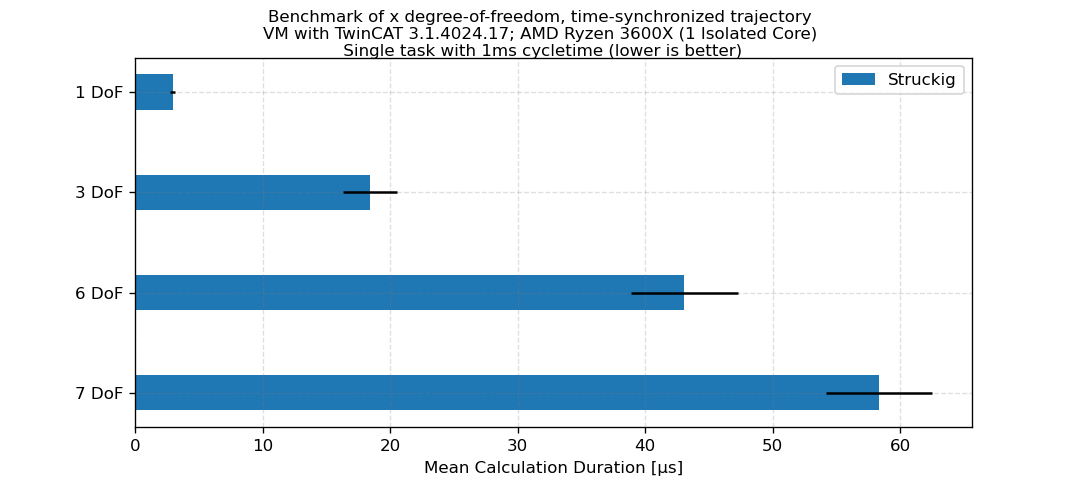 Benchmark of x degree-of-freedom, time-synchronized trajectory
VM with TwinCAT 3.1.4024.17; AMD Ryzen 3600X (1 Isolated Core)
Single task with 1ms cycletime (lower is better)
Struckig
1 DoF
3 DoF
6 DoF
7 DoF
0 10 20 30 40 50 60
Mean Calculation Duration [µs]